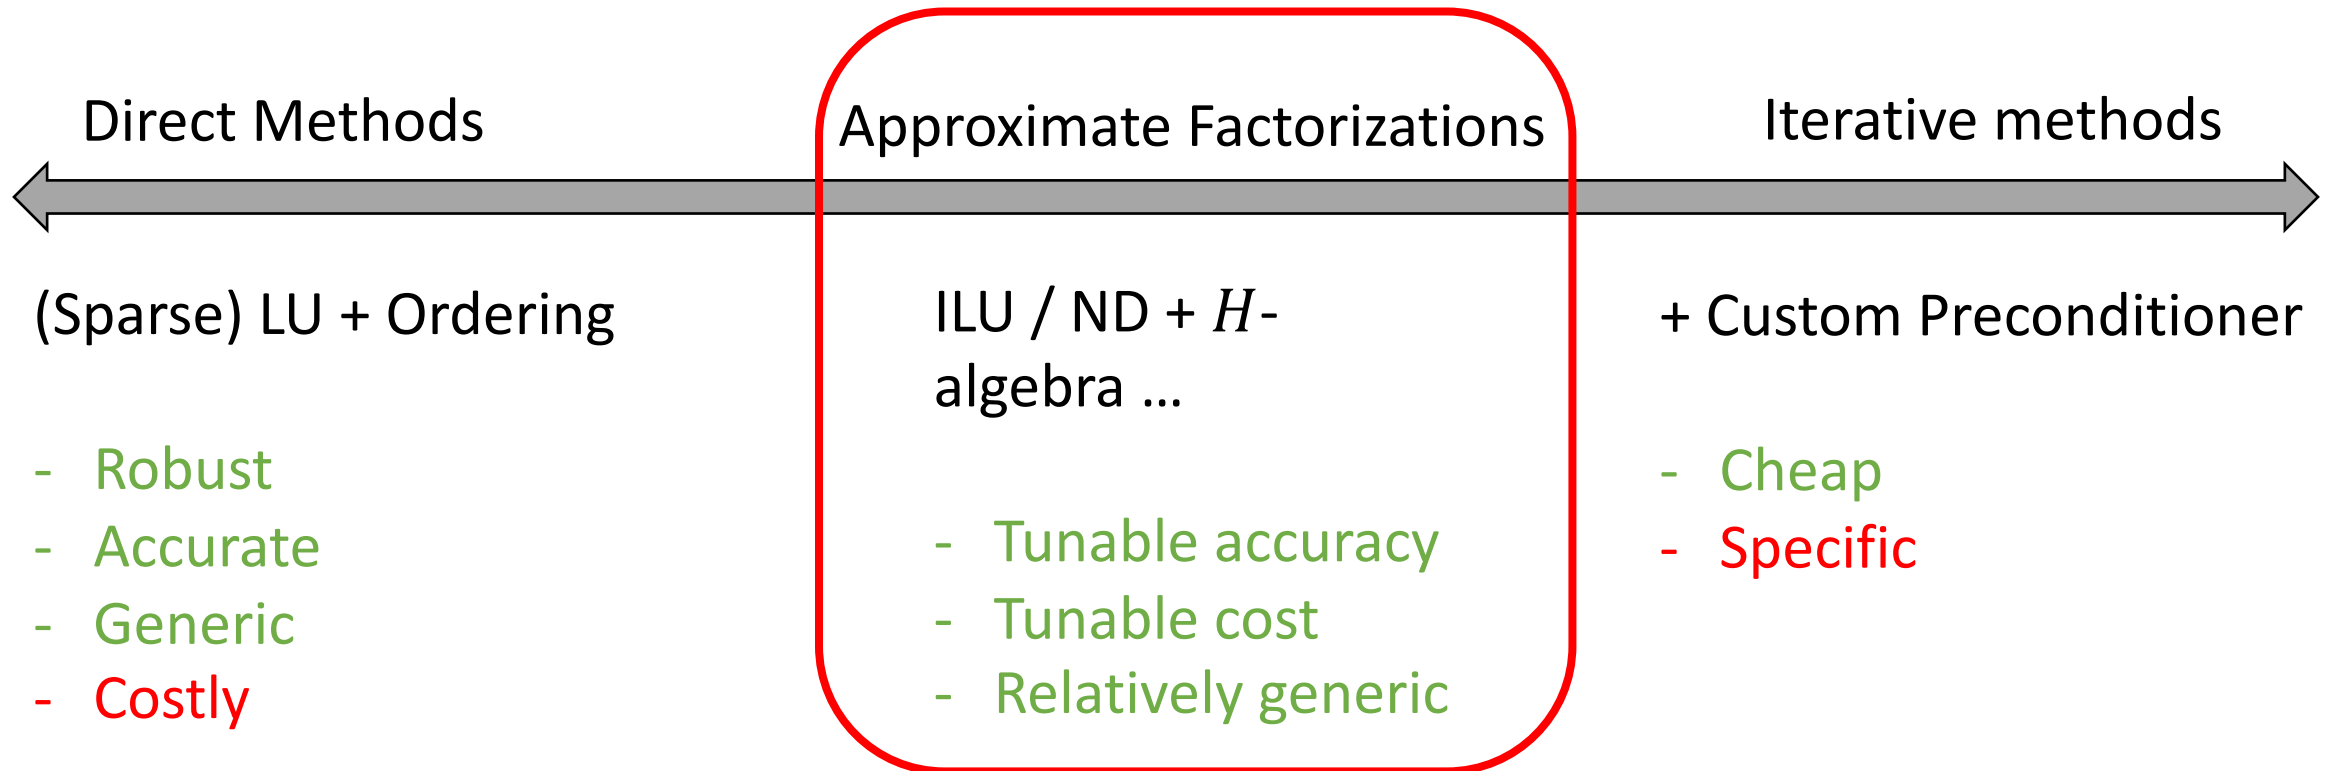 Direct Methods
Approximate Factorizations
Iterative methods
(Sparse) LU + Ordering
ILU / ND + H-
algebra ...
+ Custom Preconditioner
- Robust
- Accurate
- Generic
- Costly
- Tunable accuracy
- Tunable cost
- Relatively generic
- Cheap
- Specific